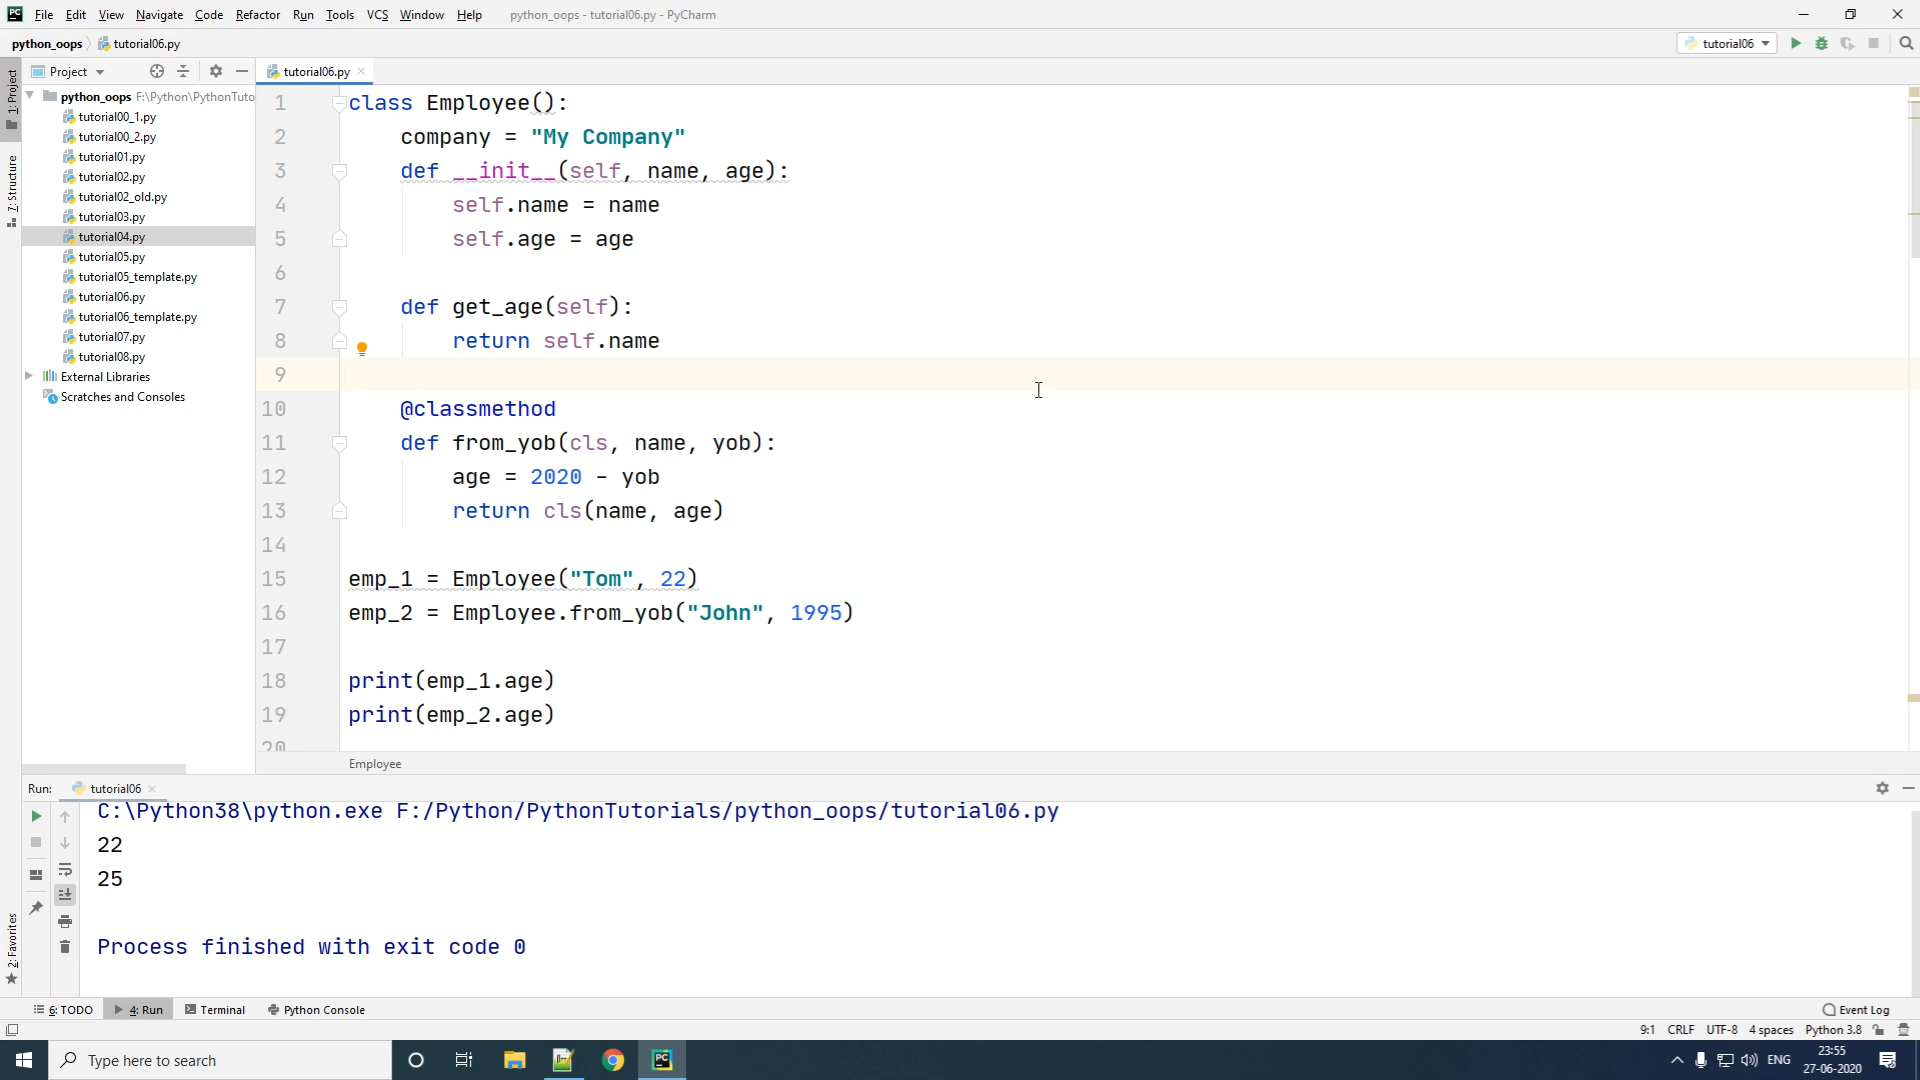 PC File Edit View Navigate Code Refactor Run Tools VCS Window Help python_oops - tutorial06.py - PyCharm
python_oops tutorial06.py tutorial06
Project tutorial06.py
1: Project
7: Structure
2: Favorites
python_oops F:\Python\PythonTuto
tutorial00_1.py
tutorial00_2.py
tutorial01.py
tutorial02.py
tutorial02_old.py
tutorial03.py
tutorial04.py
tutorial05.py
tutorial05_template.py
tutorial06.py
tutorial06_template.py
tutorial07.py
tutorial08.py
External Libraries
Scratches and Consoles
1 class Employee():
2     company = "My Company"
3     def __init__(self, name, age):
4         self.name = name
5         self.age = age
6
7     def get_age(self):
8         return self.name
9
10     @classmethod
11     def from_yob(cls, name, yob):
12         age = 2020 - yob
13         return cls(name, age)
14
15 emp_1 = Employee("Tom", 22)
16 emp_2 = Employee.from_yob("John", 1995)
17
18 print(emp_1.age)
19 print(emp_2.age)
20
Employee
Run: tutorial06
C:\Python38\python.exe F:/Python/PythonTutorials/python_oops/tutorial06.py
22
25
Process finished with exit code 0
6: TODO 4: Run Terminal Python Console Event Log
9:1 CRLF UTF-8 4 spaces Python 3.8
Type here to search PC ENG 23:55
27-06-2020